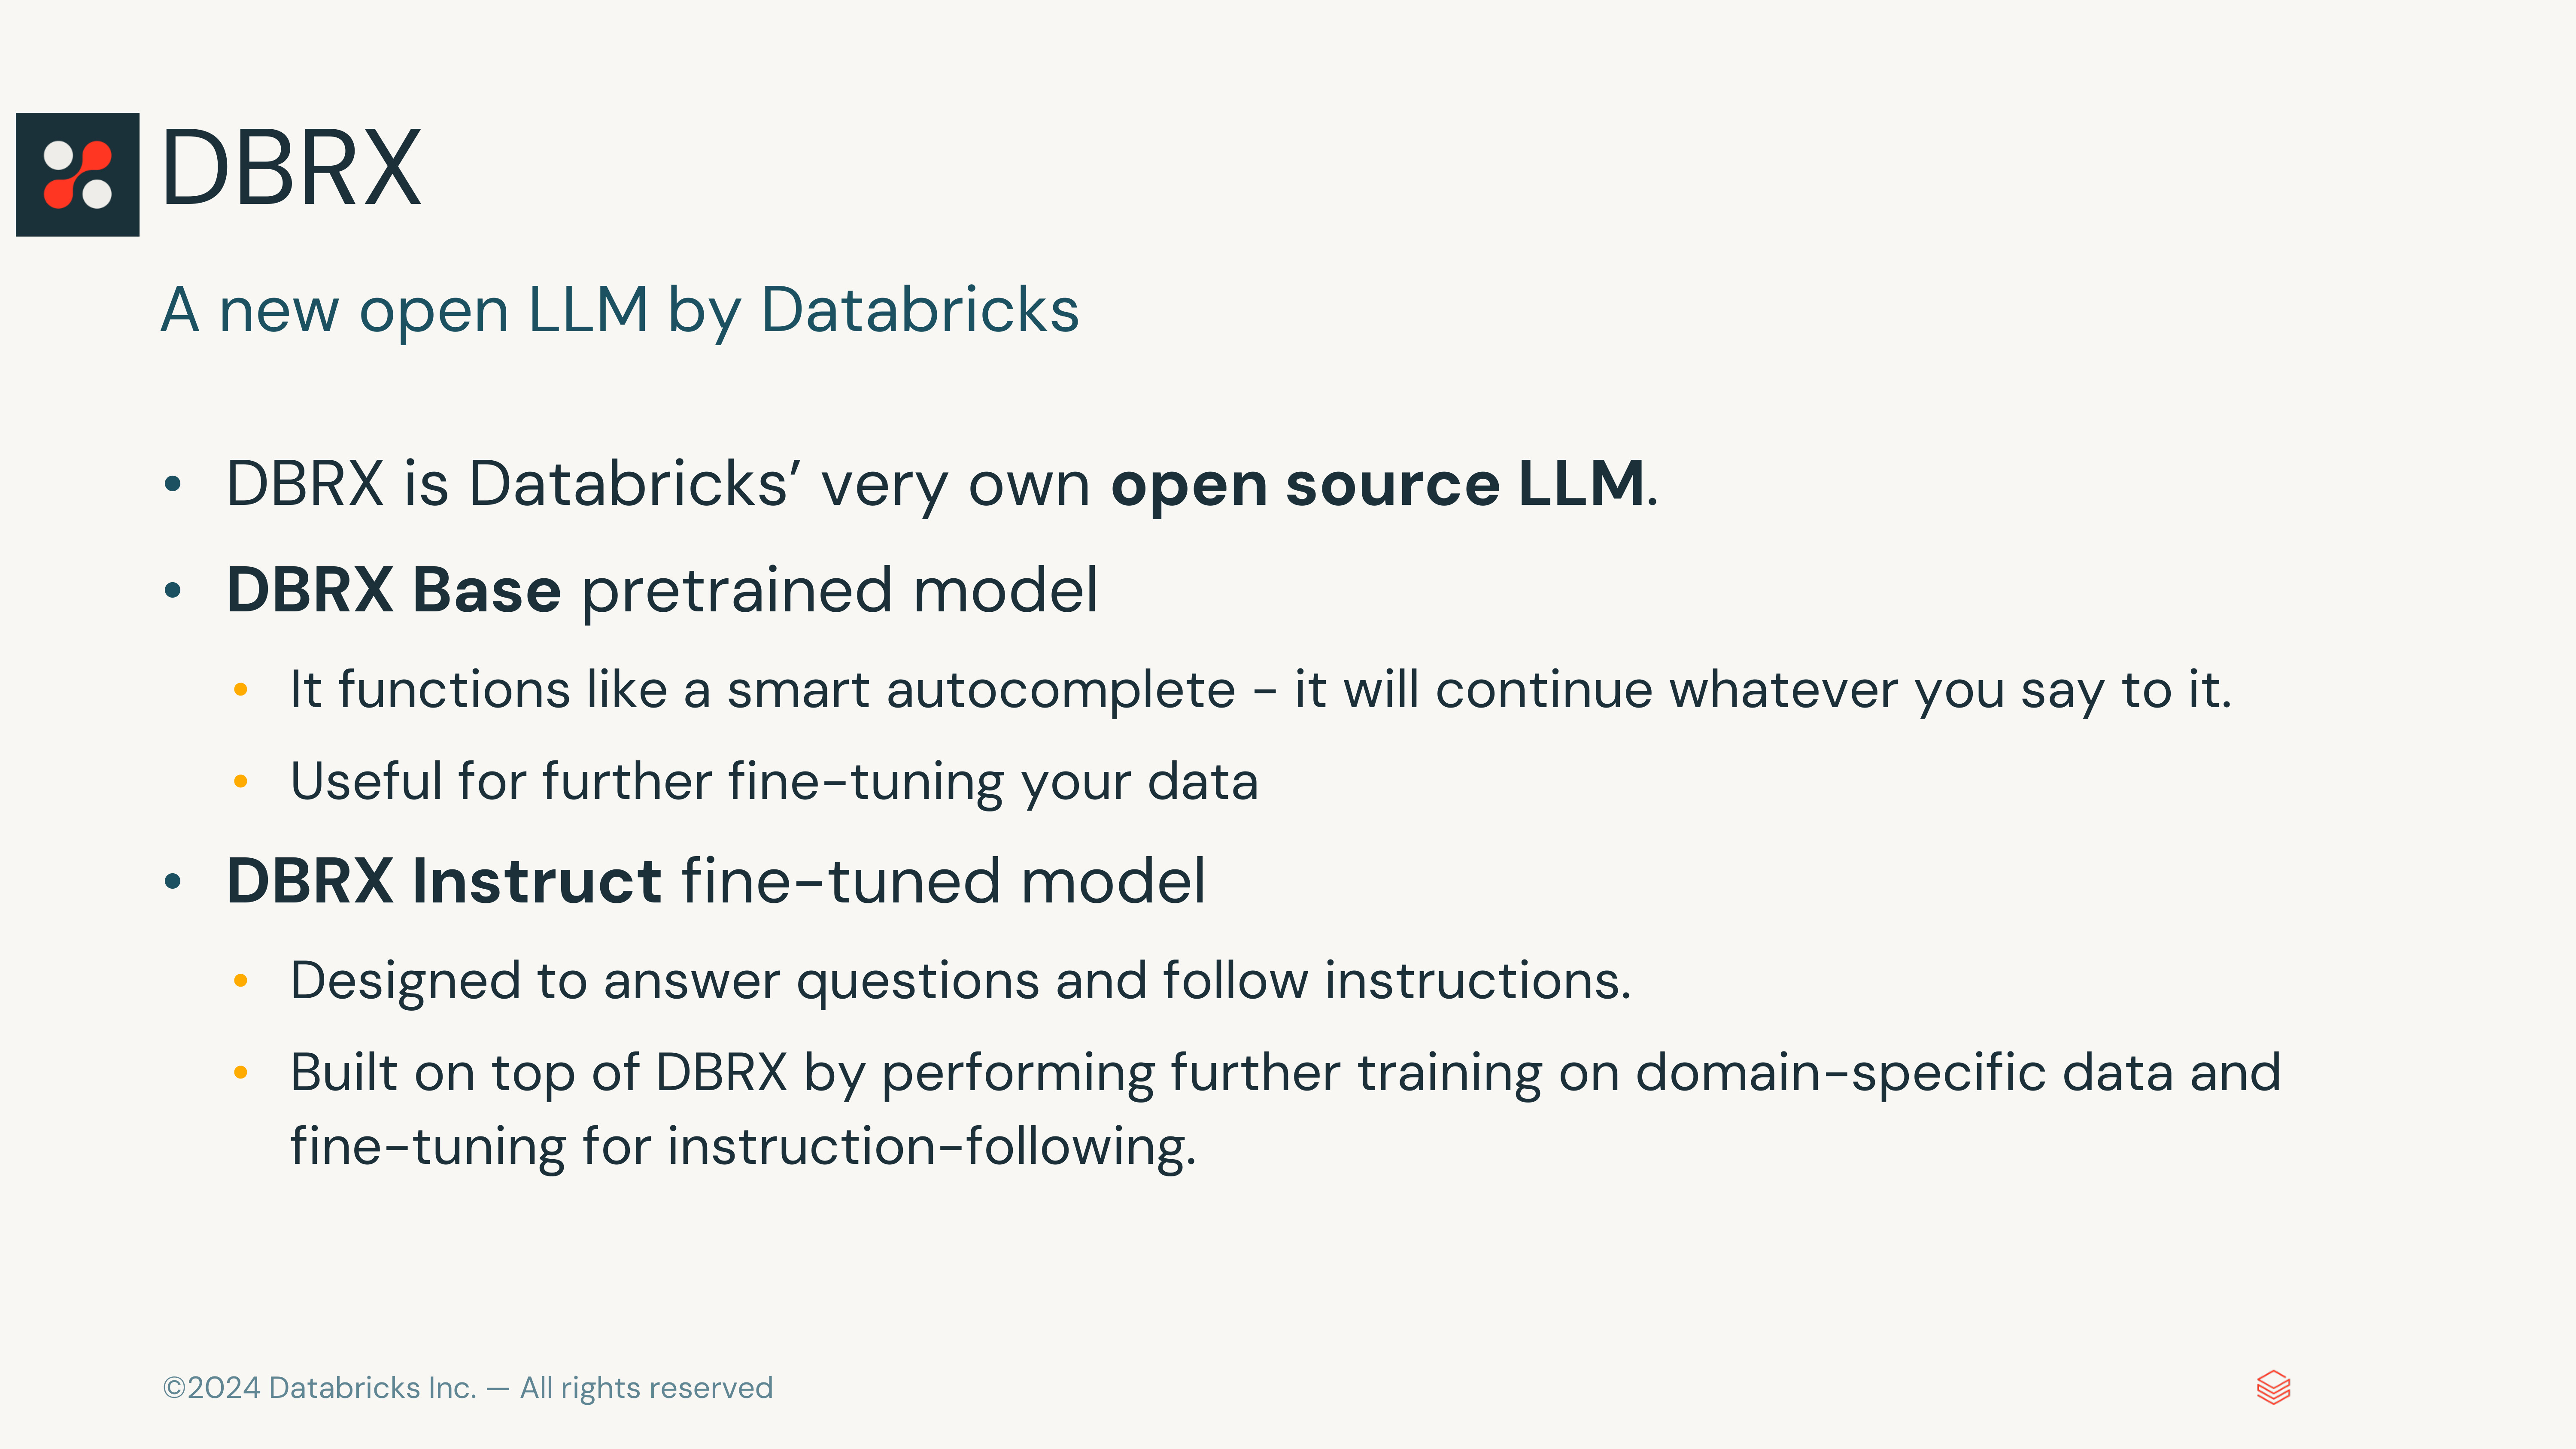 DBRX
A new open LLM by Databricks
• DBRX is Databricks’ very own open source LLM.
• DBRX Base pretrained model
• It functions like a smart autocomplete - it will continue whatever you say to it.
• Useful for further fine-tuning your data
• DBRX Instruct fine-tuned model
• Designed to answer questions and follow instructions.
• Built on top of DBRX by performing further training on domain-specific data and
fine-tuning for instruction-following.
©2024 Databricks Inc. — All rights reserved